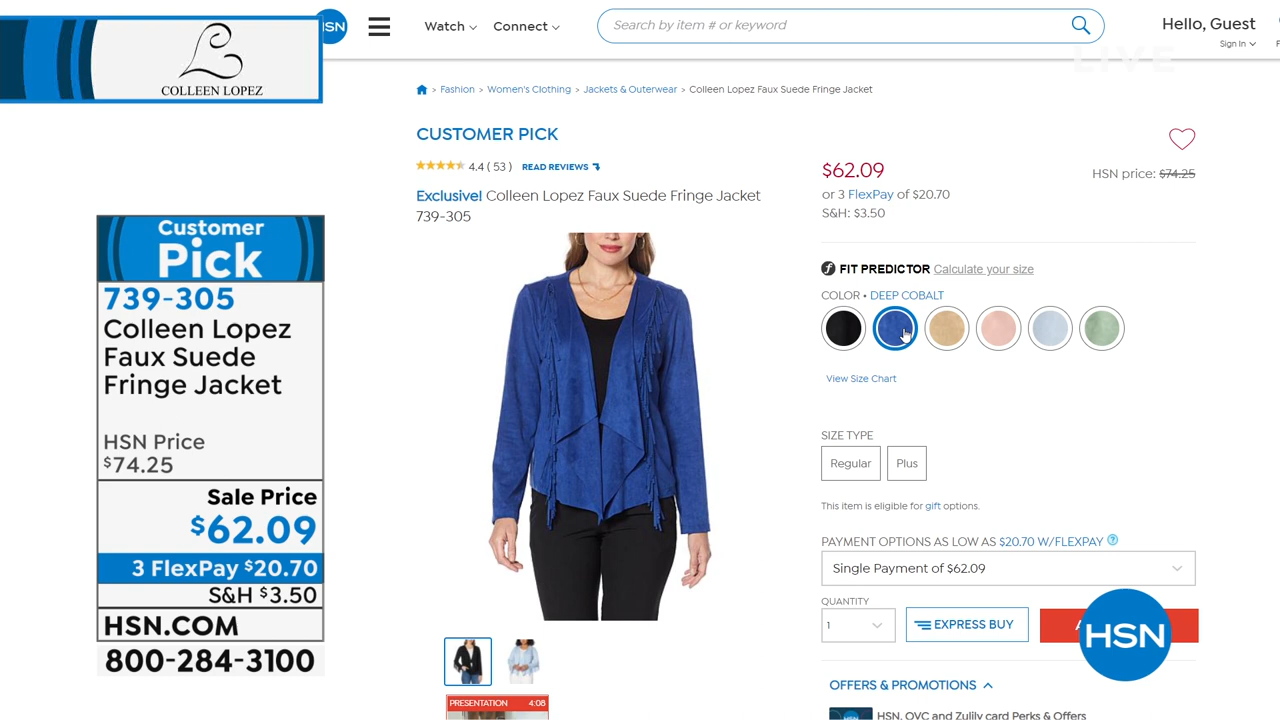 COLLEEN LOPEZ
HSN
Watch
Connect
Search by item # or keyword
Hello, Guest
Sign In
LIVE
Fashion > Women's Clothing > Jackets & Outerwear > Colleen Lopez Faux Suede Fringe Jacket
CUSTOMER PICK
4.4 ( 53 ) READ REVIEWS
Exclusive! Colleen Lopez Faux Suede Fringe Jacket
739-305
$62.09
HSN price: $74.25
or 3 FlexPay of $20.70
S&H: $3.50
FIT PREDICTOR Calculate your size
COLOR • DEEP COBALT
View Size Chart
SIZE TYPE
Regular
Plus
This item is eligible for gift options.
PAYMENT OPTIONS AS LOW AS $20.70 W/FLEXPAY ?
Single Payment of $62.09
QUANTITY
1
EXPRESS BUY
HSN
OFFERS & PROMOTIONS
HSN, QVC and Zulily card Perks & Offers
PRESENTATION 4:08
Customer
Pick
739-305
Colleen Lopez
Faux Suede
Fringe Jacket
HSN Price
$74.25
Sale Price
$62.09
3 FlexPay $20.70
S&H $3.50
HSN.COM
800-284-3100